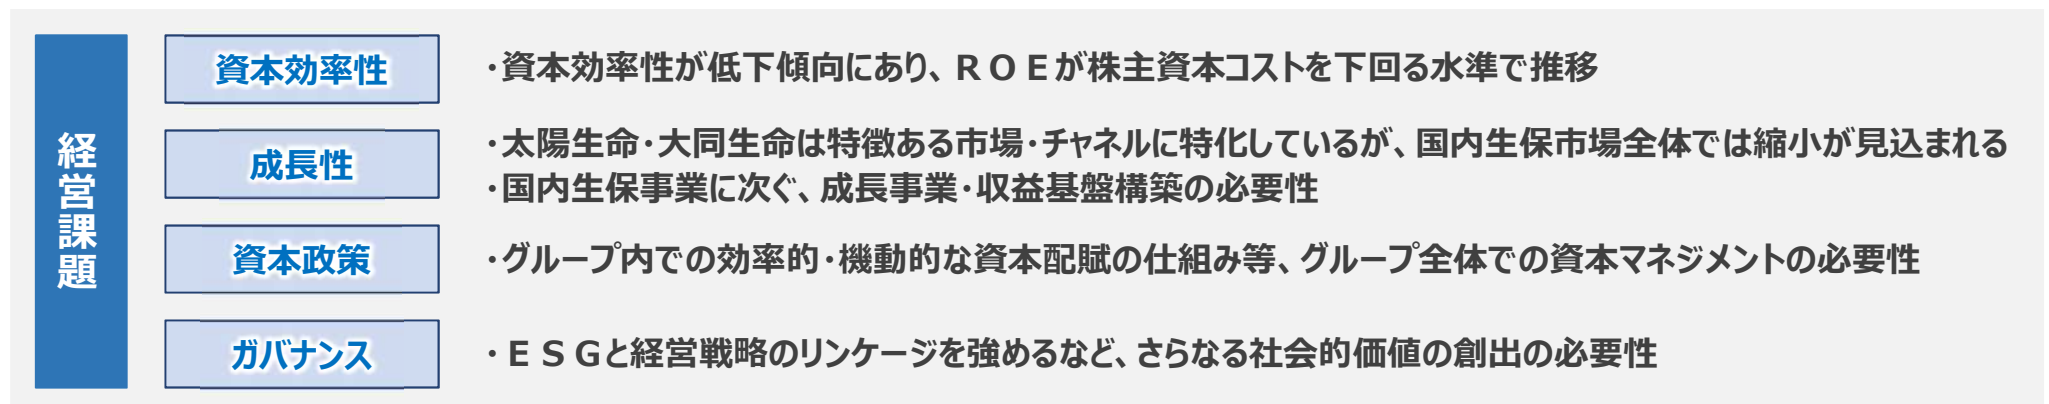 経営課題
資本効率性
・資本効率性が低下傾向にあり、ＲＯＥが株主資本コストを下回る水準で推移
成長性
・太陽生命・大同生命は特徴ある市場・チャネルに特化しているが、国内生保市場全体では縮小が見込まれる
・国内生保事業に次ぐ、成長事業・収益基盤構築の必要性
資本政策
・グループ内での効率的・機動的な資本配賦の仕組み等、グループ全体での資本マネジメントの必要性
ガバナンス
・ＥＳＧと経営戦略のリンケージを強めるなど、さらなる社会的価値の創出の必要性